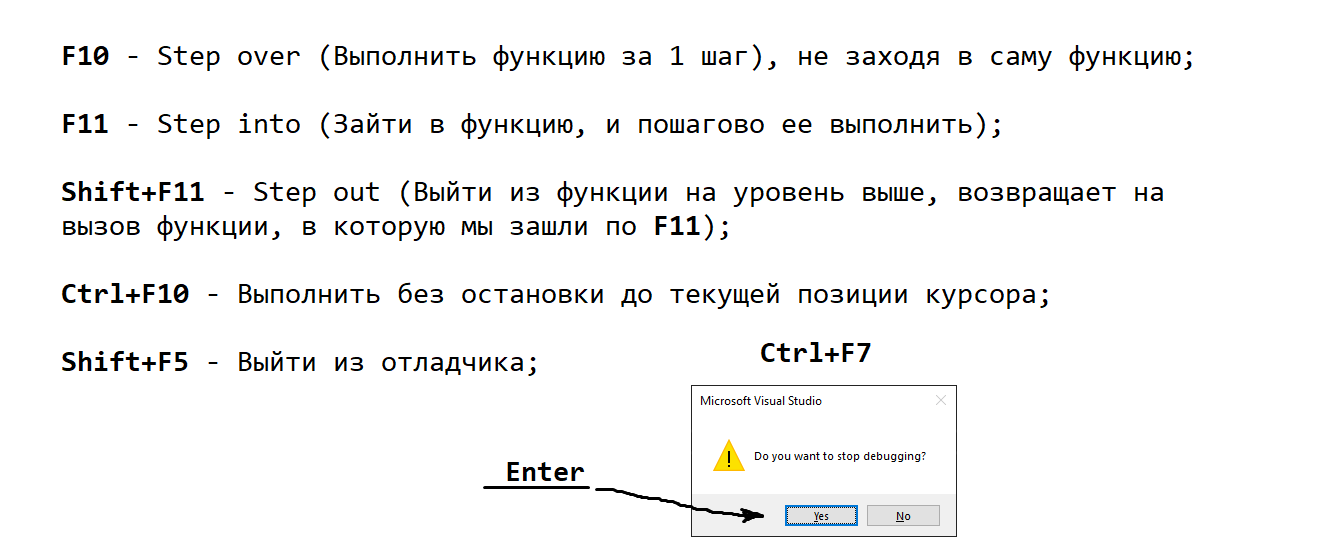 F10 - Step over (Выполнить функцию за 1 шаг), не заходя в саму функцию;
F11 - Step into (Зайти в функцию, и пошагово ее выполнить);
Shift+F11 - Step out (Выйти из функции на уровень выше, возвращает на
вызов функции, в которую мы зашли по F11);
Ctrl+F10 - Выполнить без остановки до текущей позиции курсора;
Shift+F5 - Выйти из отладчика;
Ctrl+F7
Microsoft Visual Studio
Do you want to stop debugging?
Enter
Yes No